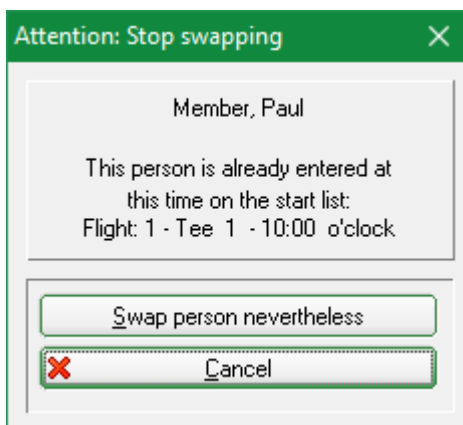 Attention: Stop swapping
Member, Paul
This person is already entered at
this time on the start list:
Flight: 1 - Tee 1 - 10:00 o'clock
Swap person nevertheless
Cancel